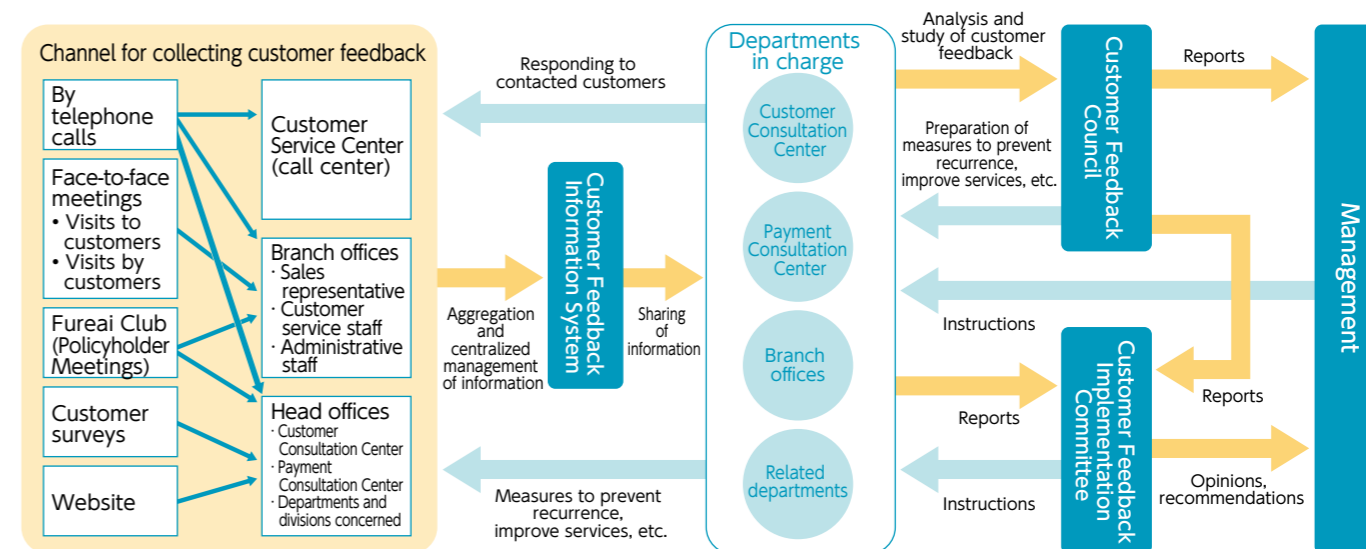 Channel for collecting customer feedback
By
telephone
calls
Face-to-face
meetings
• Visits to
customers
• Visits by
customers
Fureai Club
(Policyholder
Meetings)
Customer
surveys
Website
Customer
Service Center
(call center)
Branch offices
· Sales
representative
· Customer
service staff
· Administrative
staff
Head offices
· Customer
Consultation Center
· Payment
Consultation Center
· Departments and
divisions concerned
Responding to
contacted customers
Aggregation
and
centralized
management
of information
Customer Feedback
Information System
Sharing
of
information
Measures to prevent
recurrence,
improve services, etc.
Departments
in charge
Customer
Consultation
Center
Payment
Consultation
Center
Branch
offices
Related
departments
Analysis and
study of customer
feedback
Preparation of
measures to prevent
recurrence,
improve services, etc.
Customer Feedback
Council
Reports
Instructions
Reports
Reports
Instructions
Customer Feedback
Implementation
Committee
Opinions,
recommendations
Management